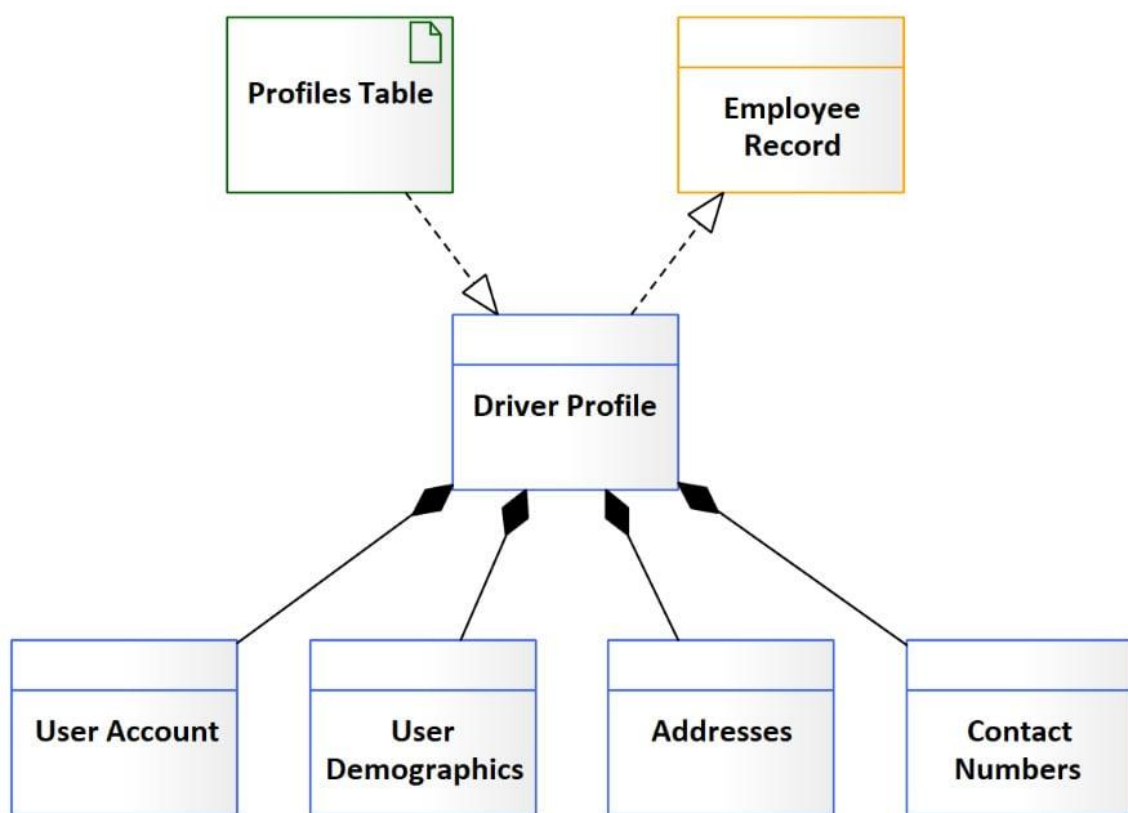 Profiles Table
Employee
Record
Driver Profile
User Account
User
Demographics
Addresses
Contact
Numbers